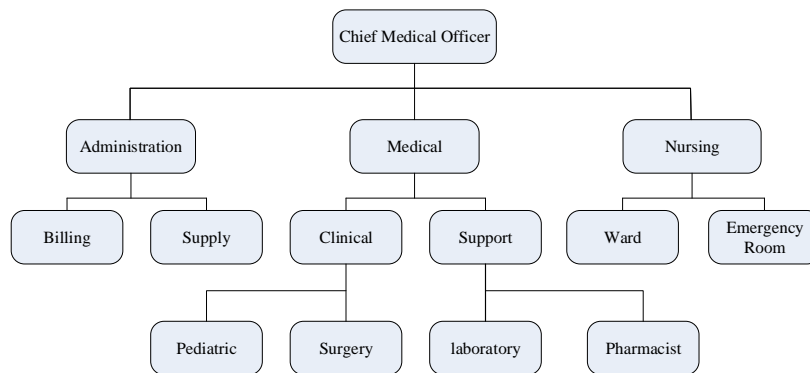 Chief Medical Officer
Administration
Medical
Nursing
Billing
Supply
Clinical
Support
Ward
Emergency
Room
Pediatric
Surgery
laboratory
Pharmacist